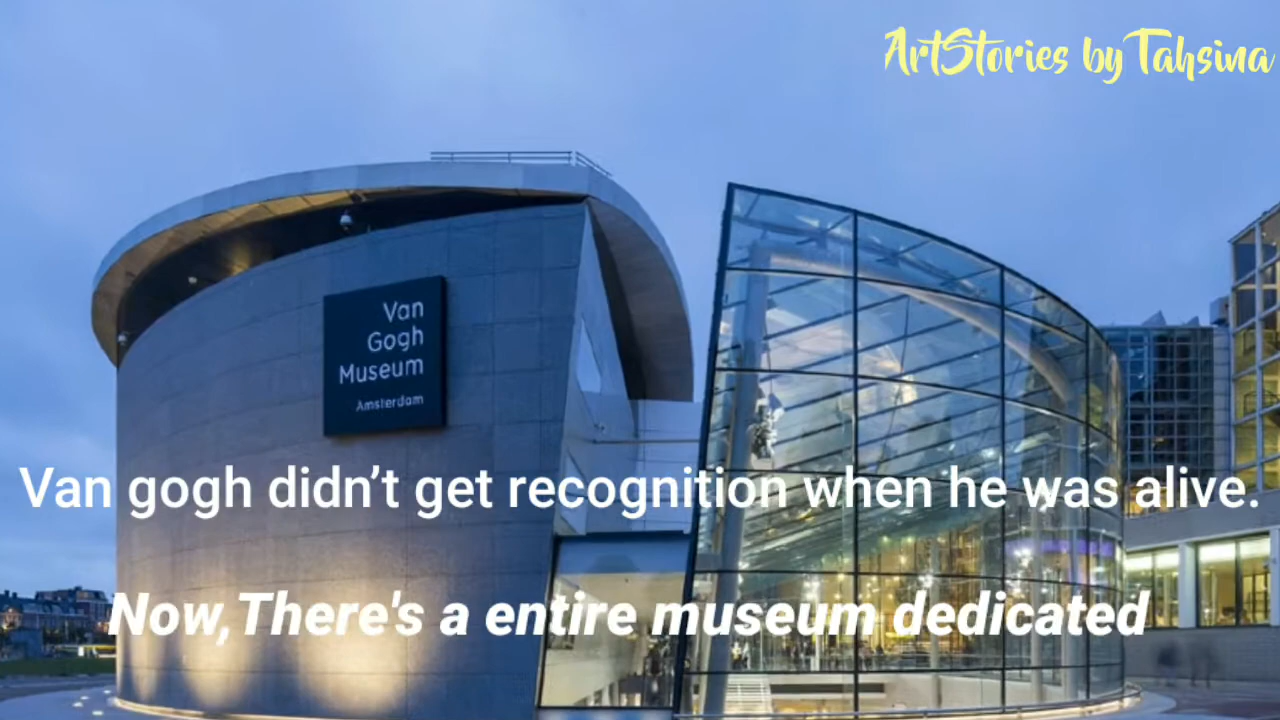 ArtStories by Tahsina
Van
Gogh
Museum
Amsterdam
Van gogh didn’t get recognition when he was alive.
Now,There's a entire museum dedicated